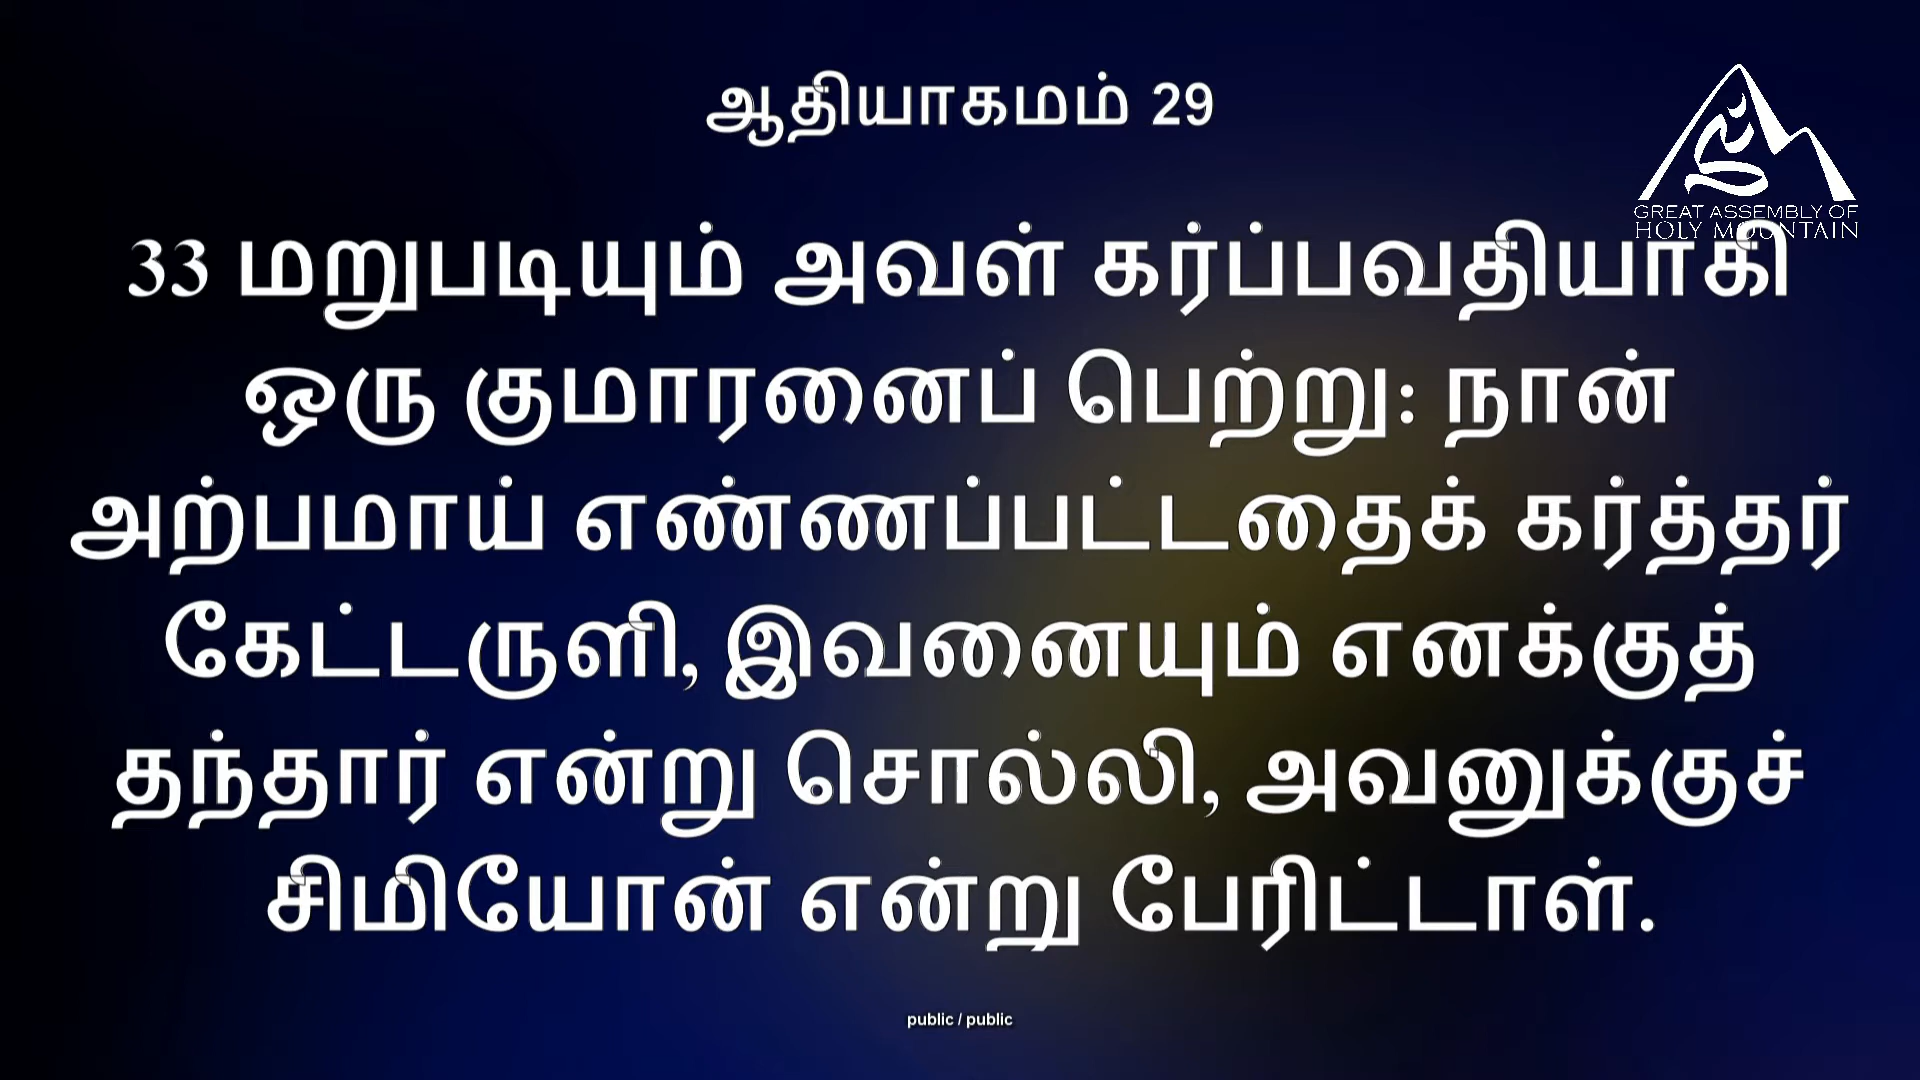 ஆதியாகமம் 29
GREAT ASSEMBLY OF
HOLY MOUNTAIN
33 மறுபடியும் அவள் கர்ப்பவதியாகி
ஒரு குமாரனைப் பெற்று: நான்
அற்பமாய் எண்ணப்பட்டதைக் கர்த்தர்
கேட்டருளி, இவனையும் எனக்குத்
தந்தார் என்று சொல்லி, அவனுக்குச்
சிமியோன் என்று பேரிட்டாள்.
public / public